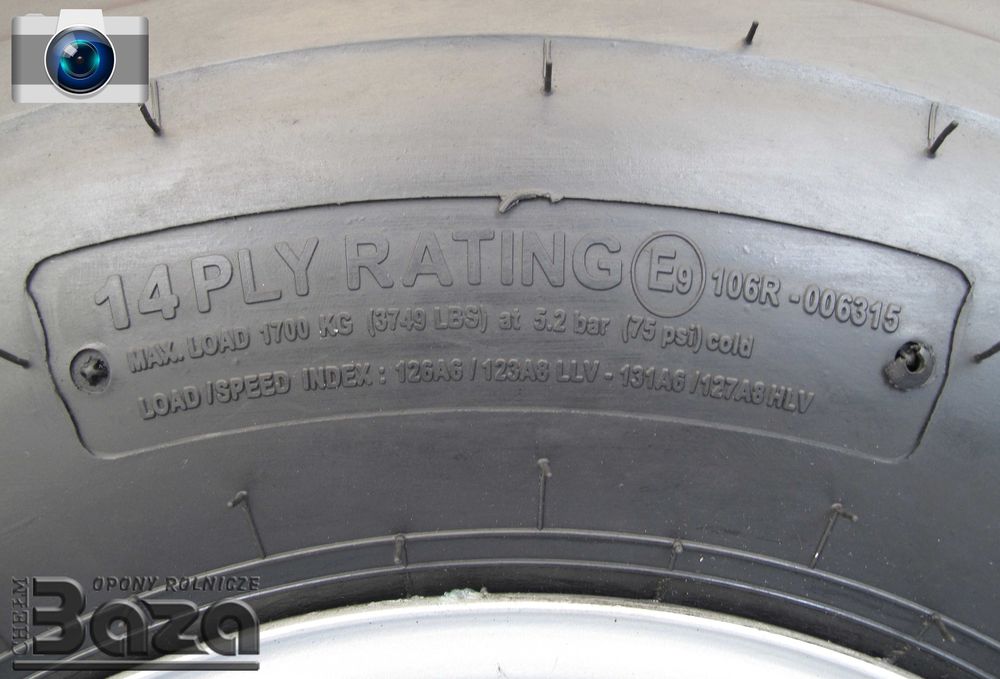 14 PLY RATING E9 106R - 006315
MAX. LOAD 1700 KG (3749 LBS) at 5.2 bar (75 psi) cold
LOAD / SPEED INDEX : 126A6 / 123A8 LLV - 131A6 / 127A8 HLV
OPONY ROLNICZE
CHEŁM
Baza